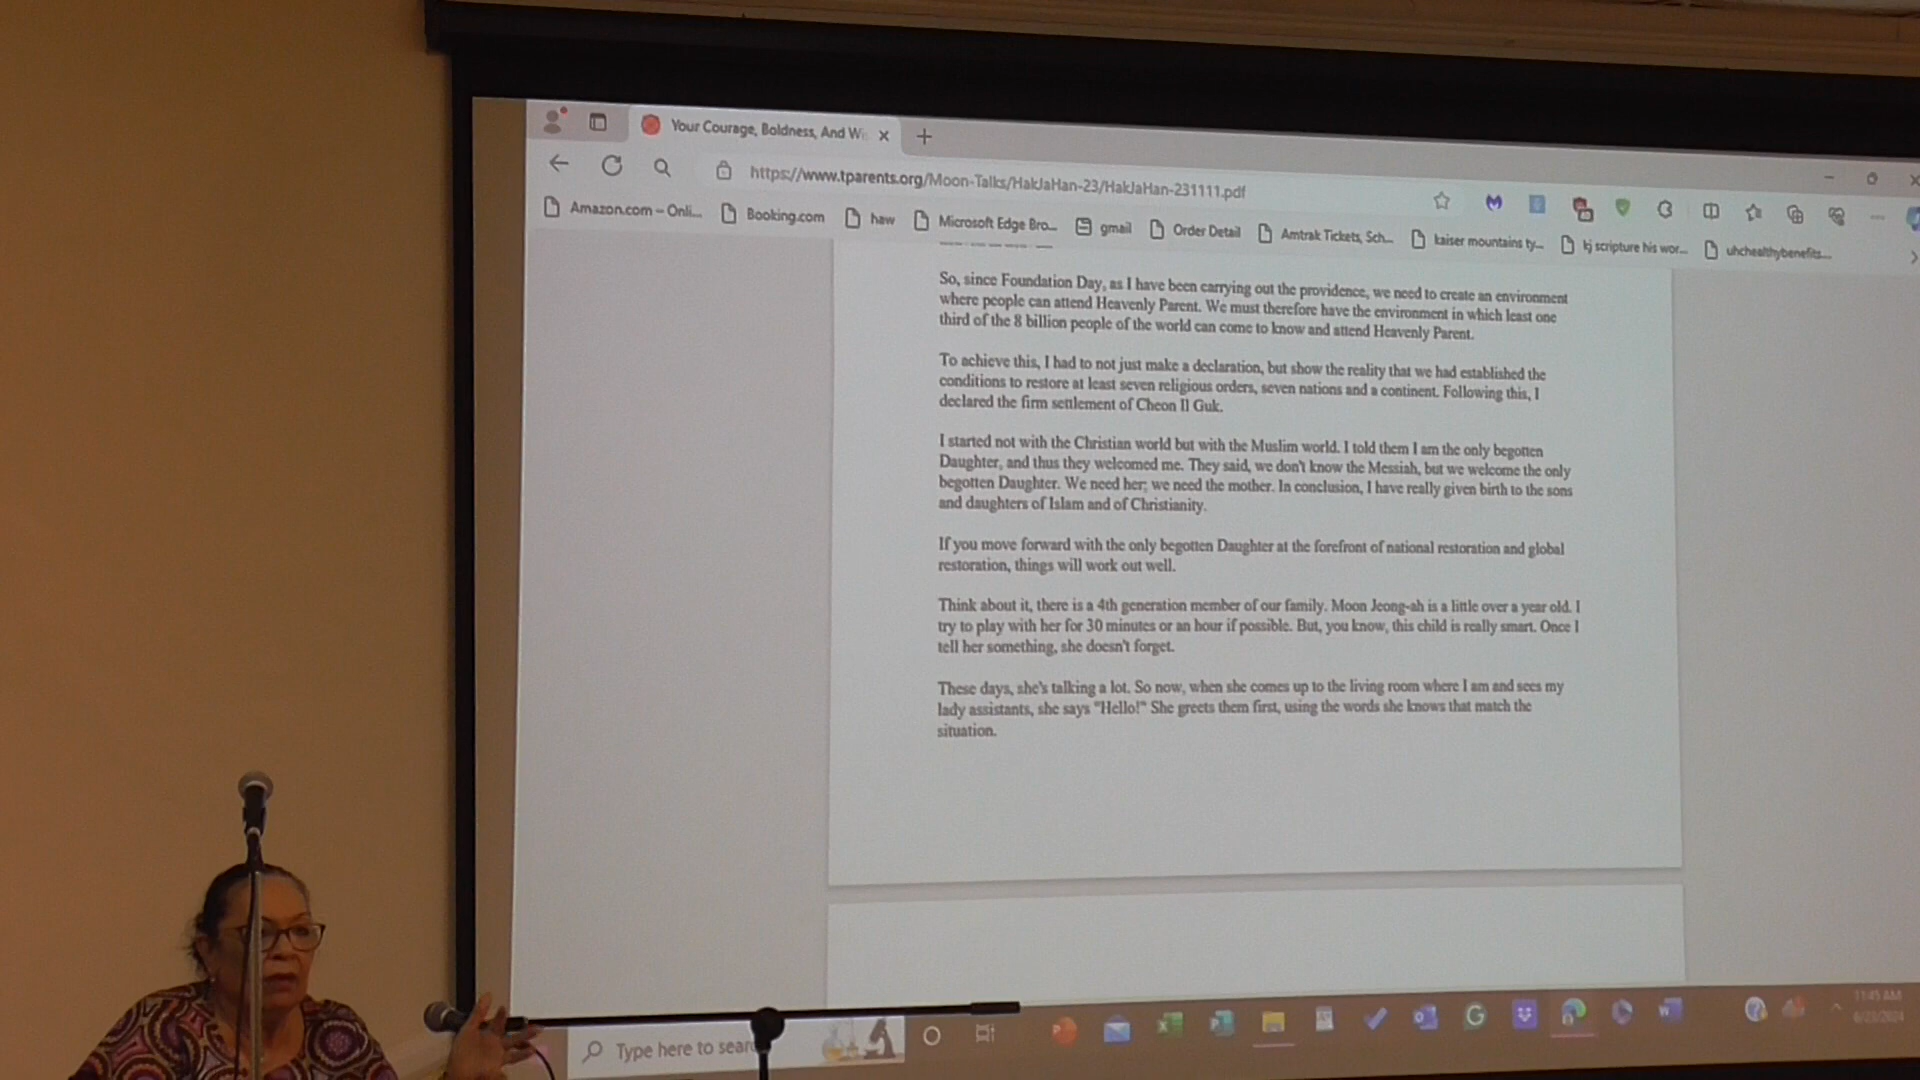 Your Courage, Boldness, And Wi
https://www.tparents.org/Moon-Talks/HakJaHan-23/HakJaHan-231111.pdf
Amazon.com – Onli...
Booking.com
haw
Microsoft Edge Bro...
gmail
Order Detail
Amtrak Tickets, Sch...
kaiser mountains ty...
kj scripture his wor...
uhchealthybenefits...
So, since Foundation Day, as I have been carrying out the providence, we need to create an environment
where people can attend Heavenly Parent. We must therefore have the environment in which least one
third of the 8 billion people of the world can come to know and attend Heavenly Parent.
To achieve this, I had to not just make a declaration, but show the reality that we had established the
conditions to restore at least seven religious orders, seven nations and a continent. Following this, I
declared the firm settlement of Cheon Il Guk.
I started not with the Christian world but with the Muslim world. I told them I am the only begotten
Daughter, and thus they welcomed me. They said, we don't know the Messiah, but we welcome the only
begotten Daughter. We need her; we need the mother. In conclusion, I have really given birth to the sons
and daughters of Islam and of Christianity.
If you move forward with the only begotten Daughter at the forefront of national restoration and global
restoration, things will work out well.
Think about it, there is a 4th generation member of our family. Moon Jeong-ah is a little over a year old. I
try to play with her for 30 minutes or an hour if possible. But, you know, this child is really smart. Once I
tell her something, she doesn't forget.
These days, she's talking a lot. So now, when she comes up to the living room where I am and sees my
lady assistants, she says "Hello!" She greets them first, using the words she knows that match the
situation.
Type here to sear
11:45 AM